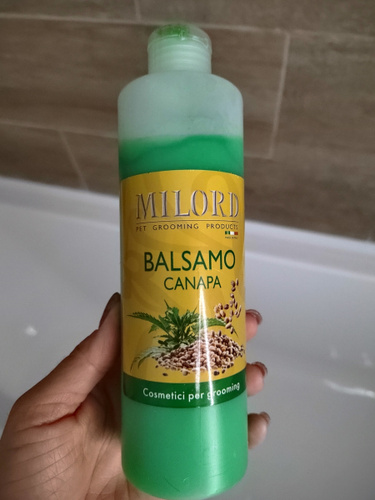 MILORD
PET GROOMING PRODUCTS
BALSAMO
CANAPA
Cosmetici per grooming